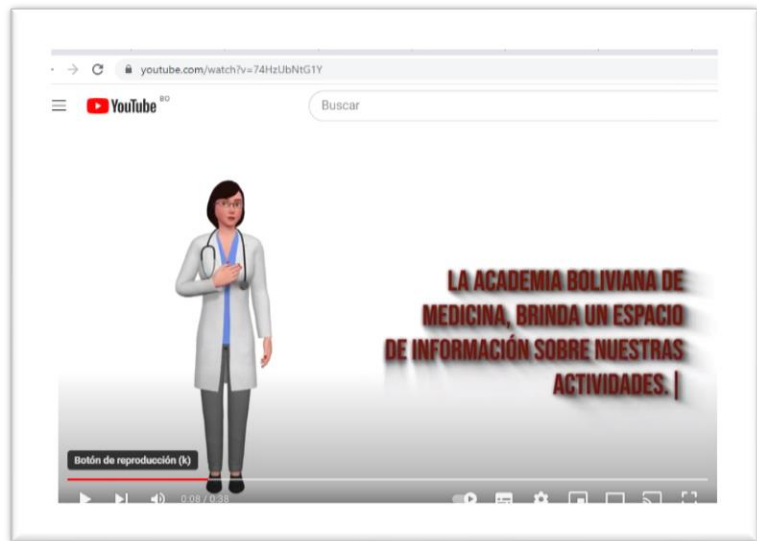 youtube.com/watch?v=74HzUbNtG1Y
YouTube BO
Buscar
LA ACADEMIA BOLIVIANA DE
MEDICINA, BRINDA UN ESPACIO
DE INFORMACIÓN SOBRE NUESTRAS
ACTIVIDADES.
Botón de reproducción (k)
0:08 / 0:38